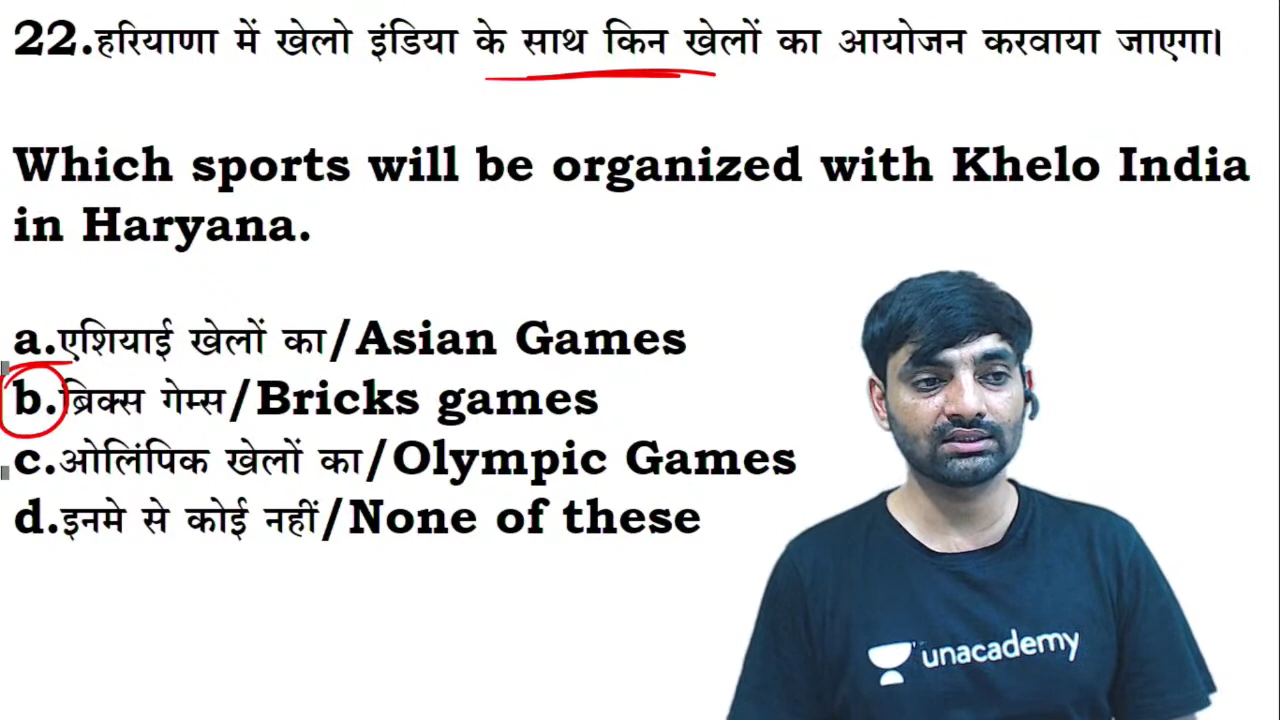 22.हरियाणा में खेलो इंडिया के साथ किन खेलों का आयोजन करवाया जाएगा।
Which sports will be organized with Khelo India
in Haryana.
a.एशियाई खेलों का/Asian Games
b.ब्रिक्स गेम्स/Bricks games
c.ओलिंपिक खेलों का/Olympic Games
d.इनमे से कोई नहीं/None of these
unacademy